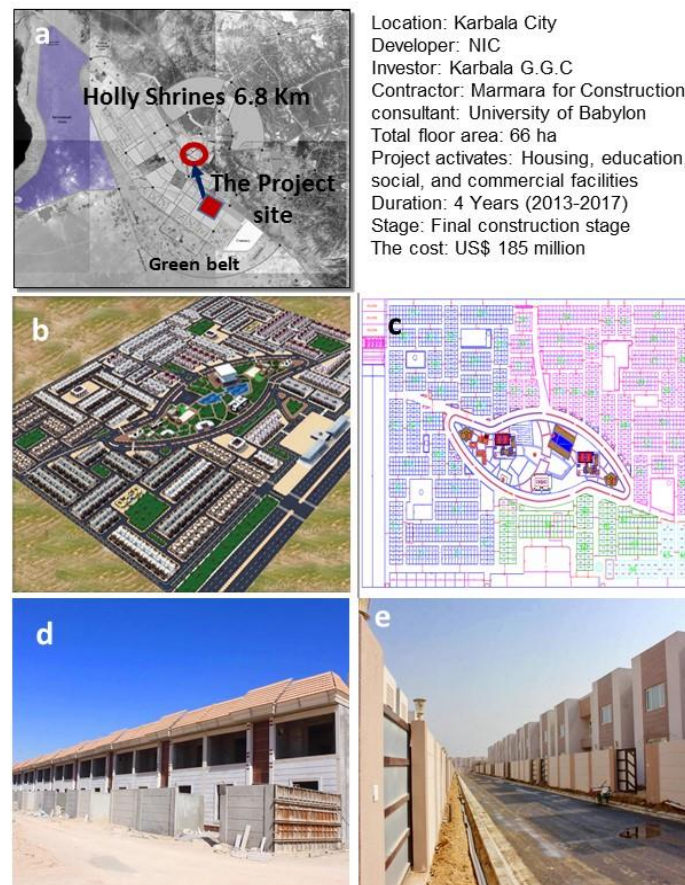 a
Holly Shrines 6.8 Km
The Project
site
Green belt
Location: Karbala City
Developer: NIC
Investor: Karbala G.G.C
Contractor: Marmara for Construction
consultant: University of Babylon
Total floor area: 66 ha
Project activates: Housing, education,
social, and commercial facilities
Duration: 4 Years (2013-2017)
Stage: Final construction stage
The cost: US$ 185 million
b
c
d
e